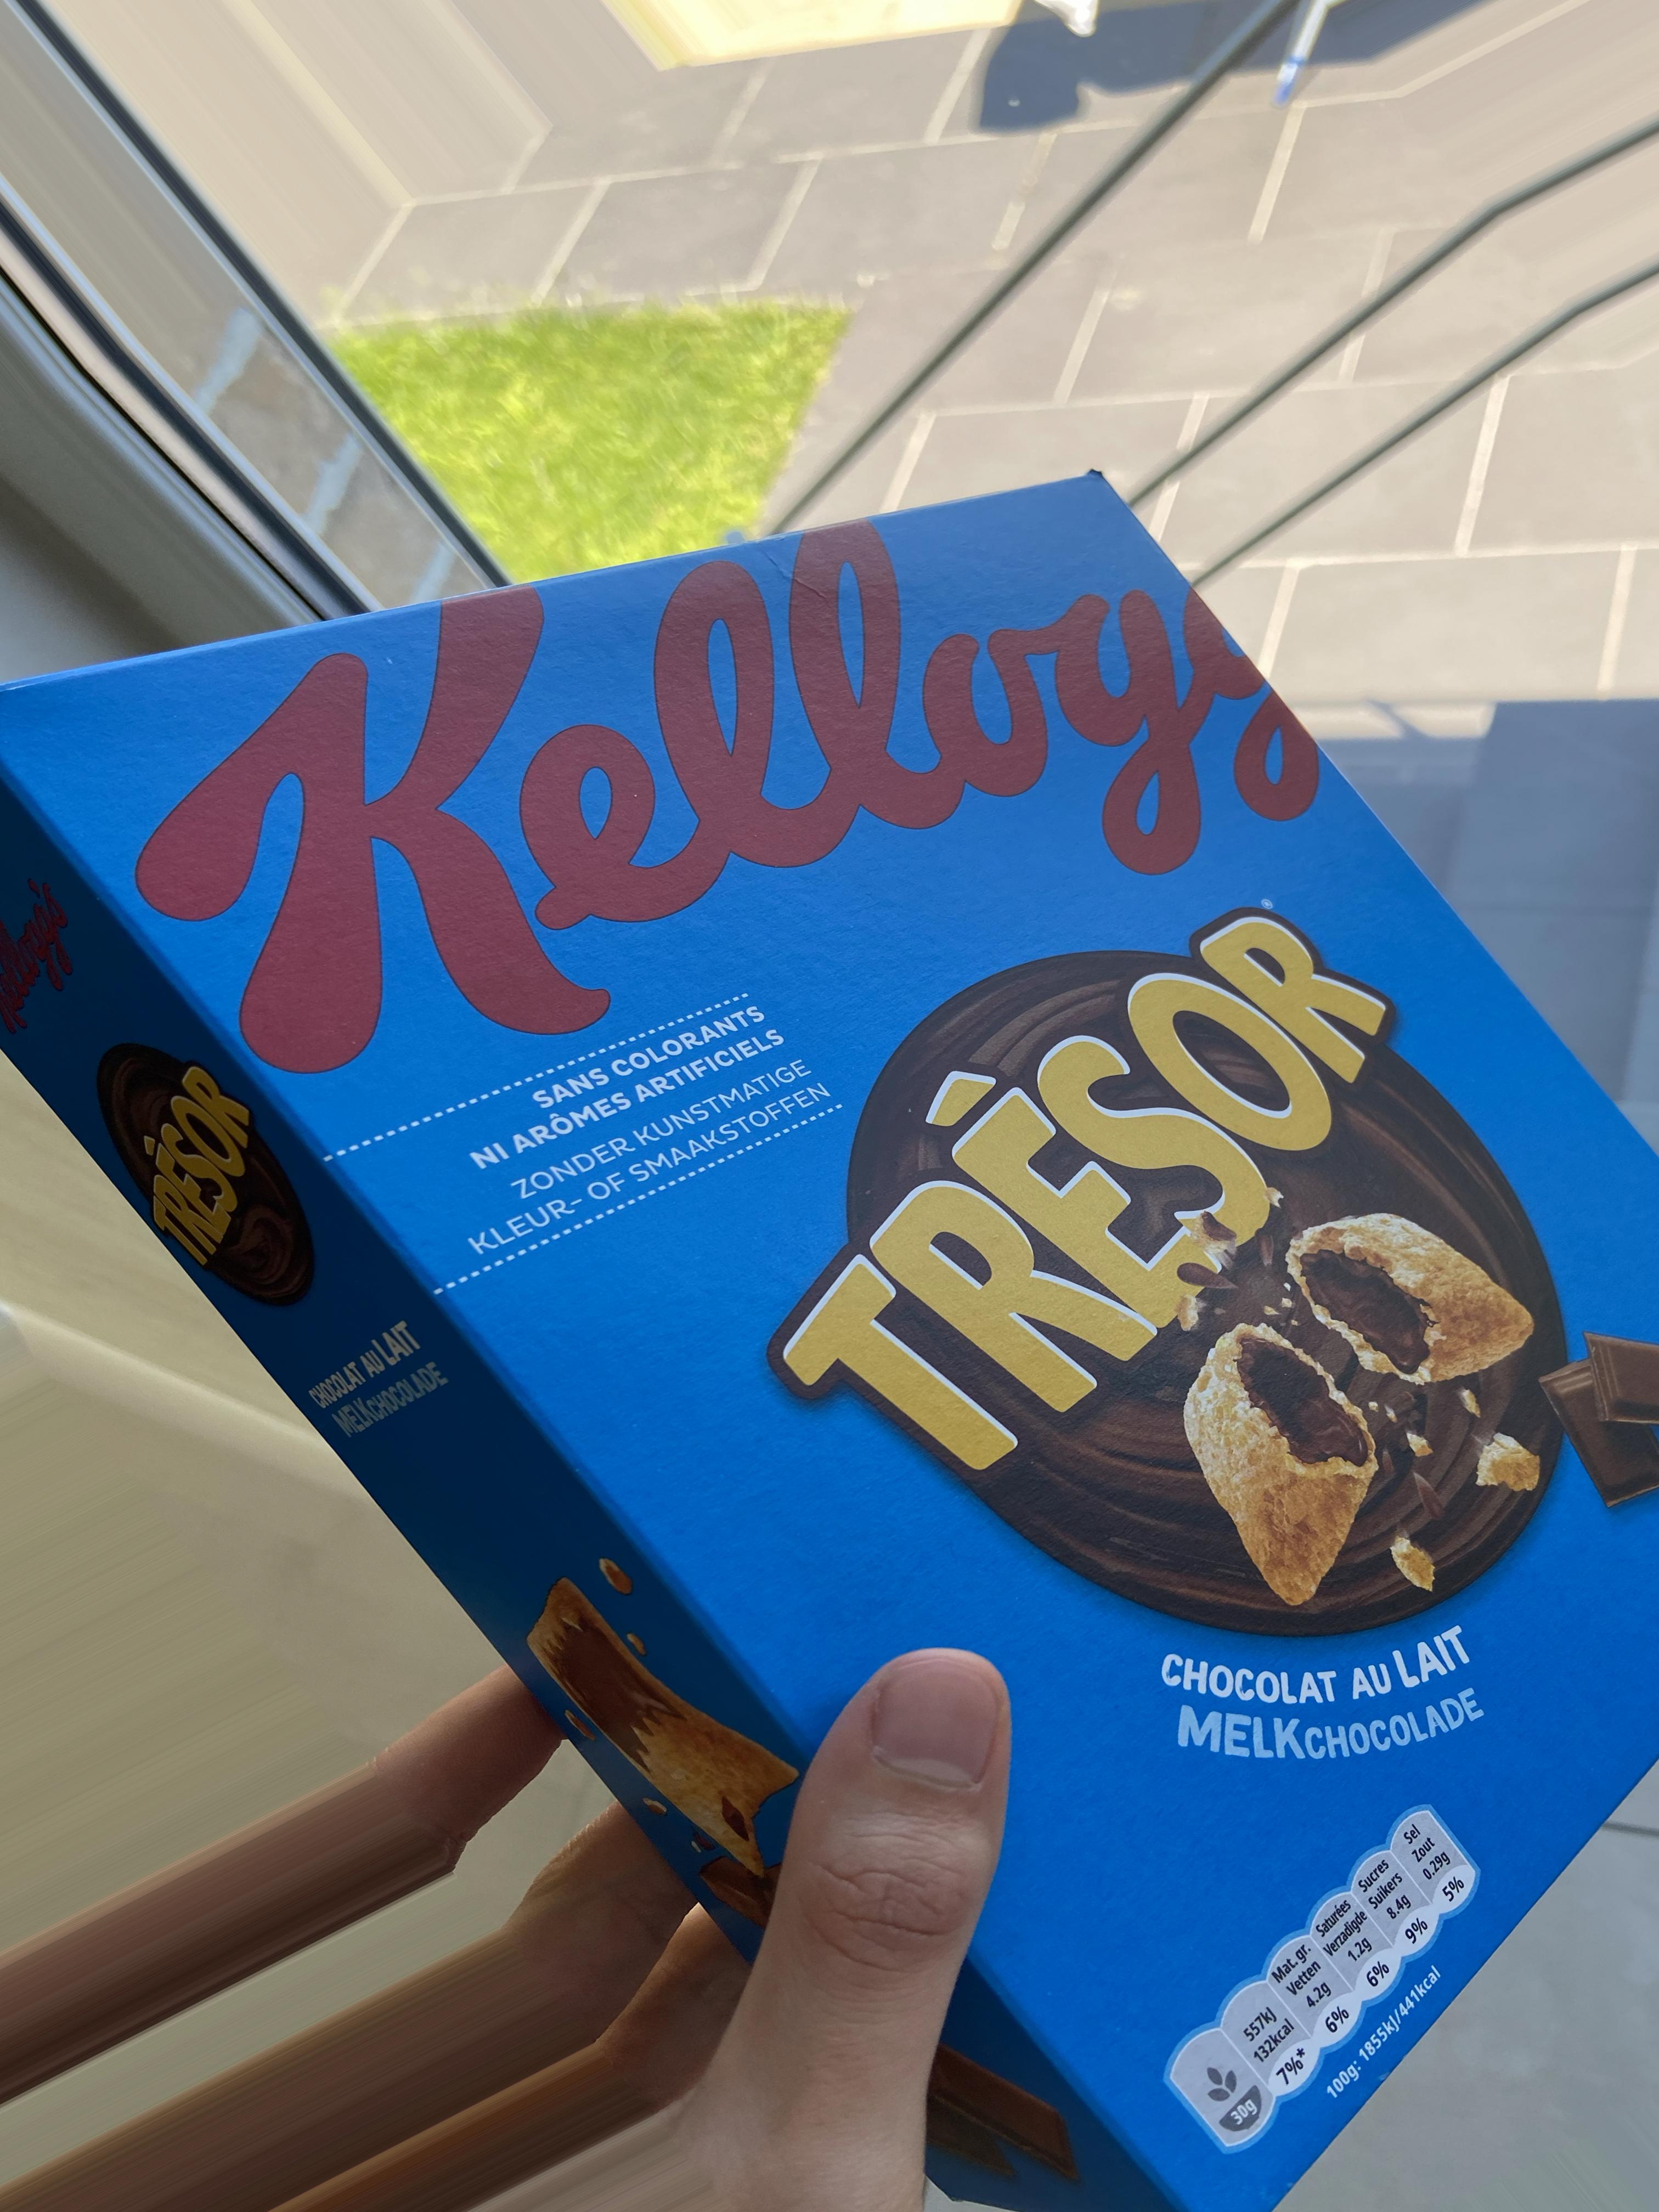 Kellogg
®
TRÉSOR
SANS COLORANTS
NI ARÔMES ARTIFICIELS
ZONDER KUNSTMATIGE
KLEUR- OF SMAAKSTOFFEN
CHOCOLAT AU LAIT
MELKCHOCOLADE
30g
557kJ
132kcal
7%*
Mat. gr.
Vetten
4.2g
6%
Saturées
Verzadigde
1.2g
6%
Sucres
Suikers
8.4g
9%
Sel
Zout
0.29g
5%
100g: 1855kJ/441kcal
Kellogg's
TRÉSOR
CHOCOLAT AU LAIT
MELKCHOCOLADE